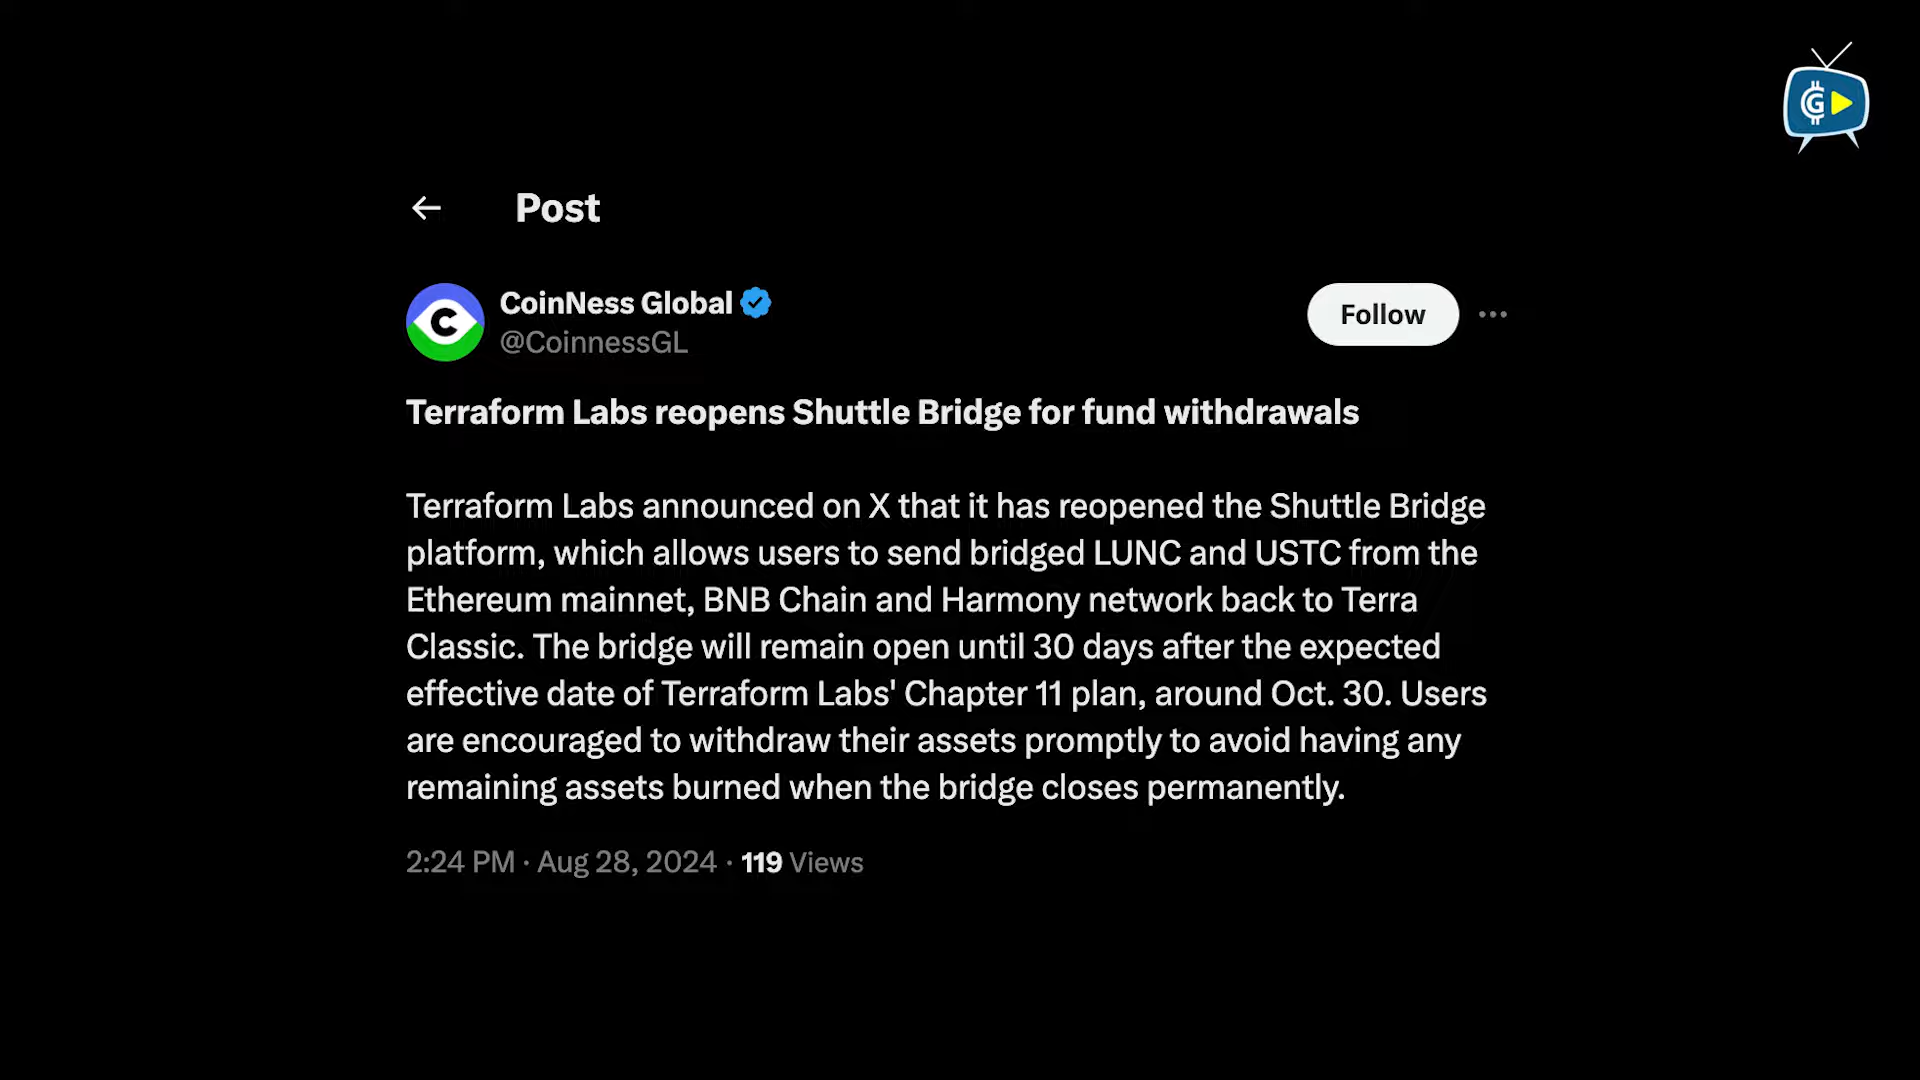 Post
CoinNess Global
@CoinnessGL
Follow
Terraform Labs reopens Shuttle Bridge for fund withdrawals
Terraform Labs announced on X that it has reopened the Shuttle Bridge
platform, which allows users to send bridged LUNC and USTC from the
Ethereum mainnet, BNB Chain and Harmony network back to Terra
Classic. The bridge will remain open until 30 days after the expected
effective date of Terraform Labs' Chapter 11 plan, around Oct. 30. Users
are encouraged to withdraw their assets promptly to avoid having any
remaining assets burned when the bridge closes permanently.
2:24 PM · Aug 28, 2024 · 119 Views